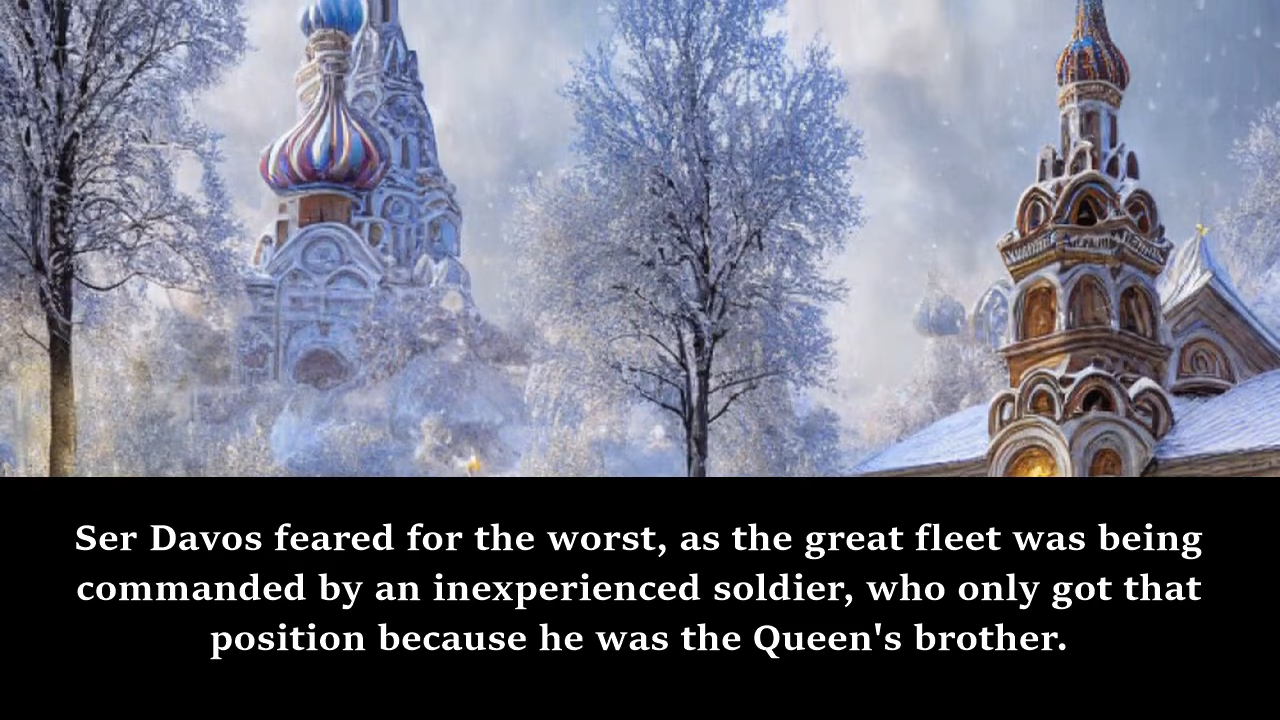 Ser Davos feared for the worst, as the great fleet was being
commanded by an inexperienced soldier, who only got that
position because he was the Queen's brother.